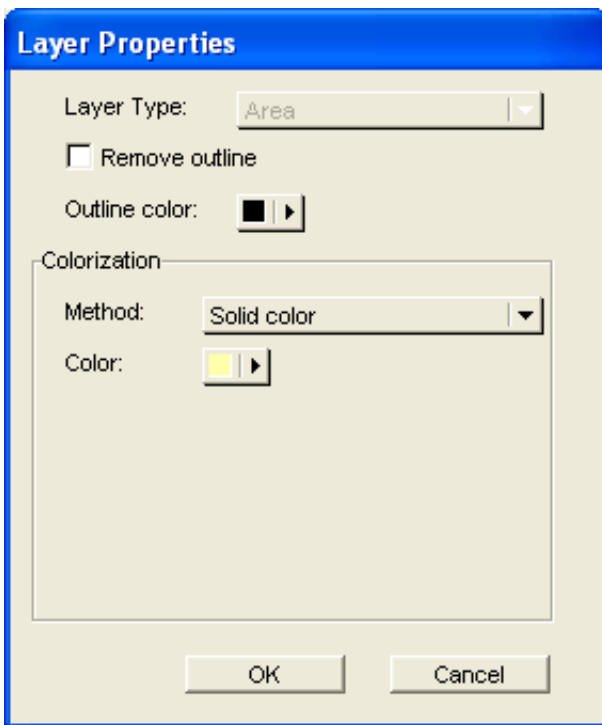 Layer Properties
Layer Type: Area
Remove outline
Outline color:
Colorization
Method: Solid color
Color:
OK Cancel